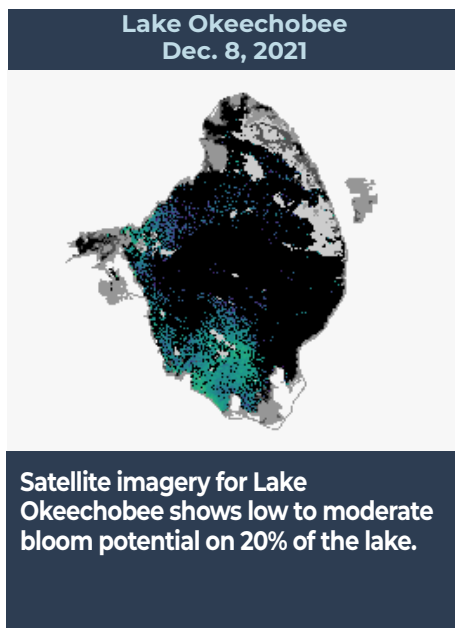 Lake Okeechobee
Dec. 8, 2021
Satellite imagery for Lake
Okeechobee shows low to moderate
bloom potential on 20% of the lake.